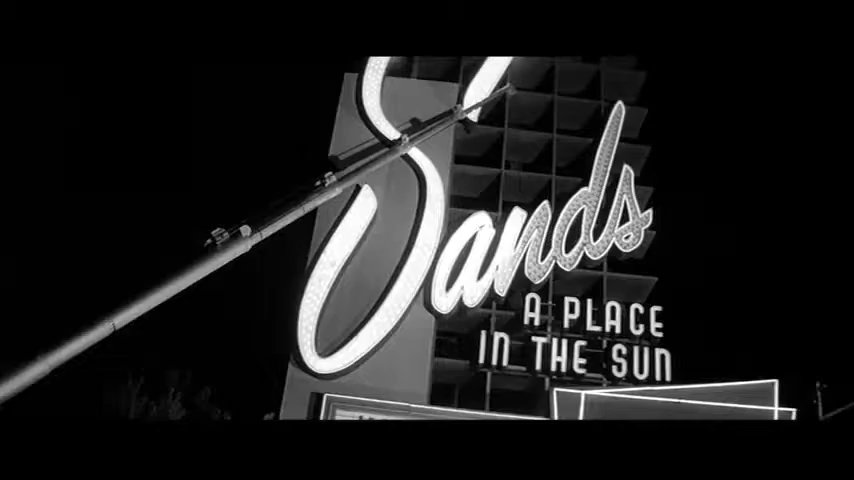 Sands
A PLACE
IN THE SUN